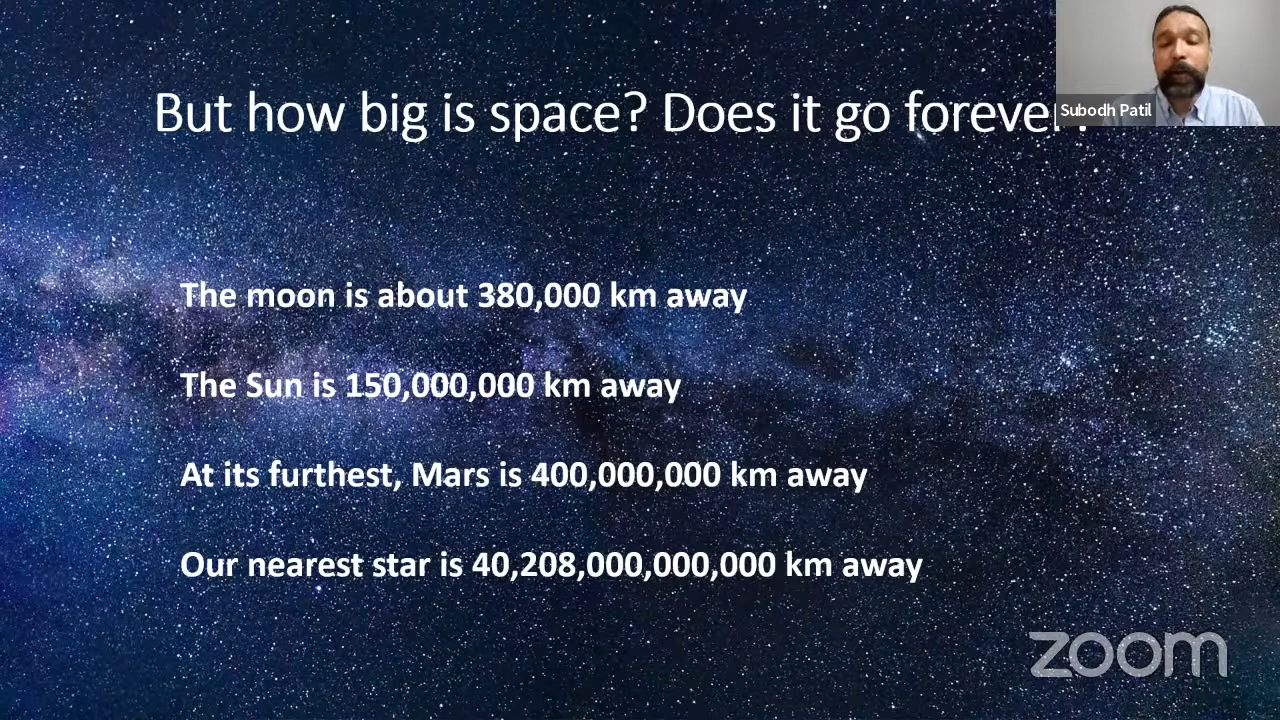 But how big is space? Does it go forever?
Subodh Patil
The moon is about 380,000 km away
The Sun is 150,000,000 km away
At its furthest, Mars is 400,000,000 km away
Our nearest star is 40,208,000,000,000 km away
zoom